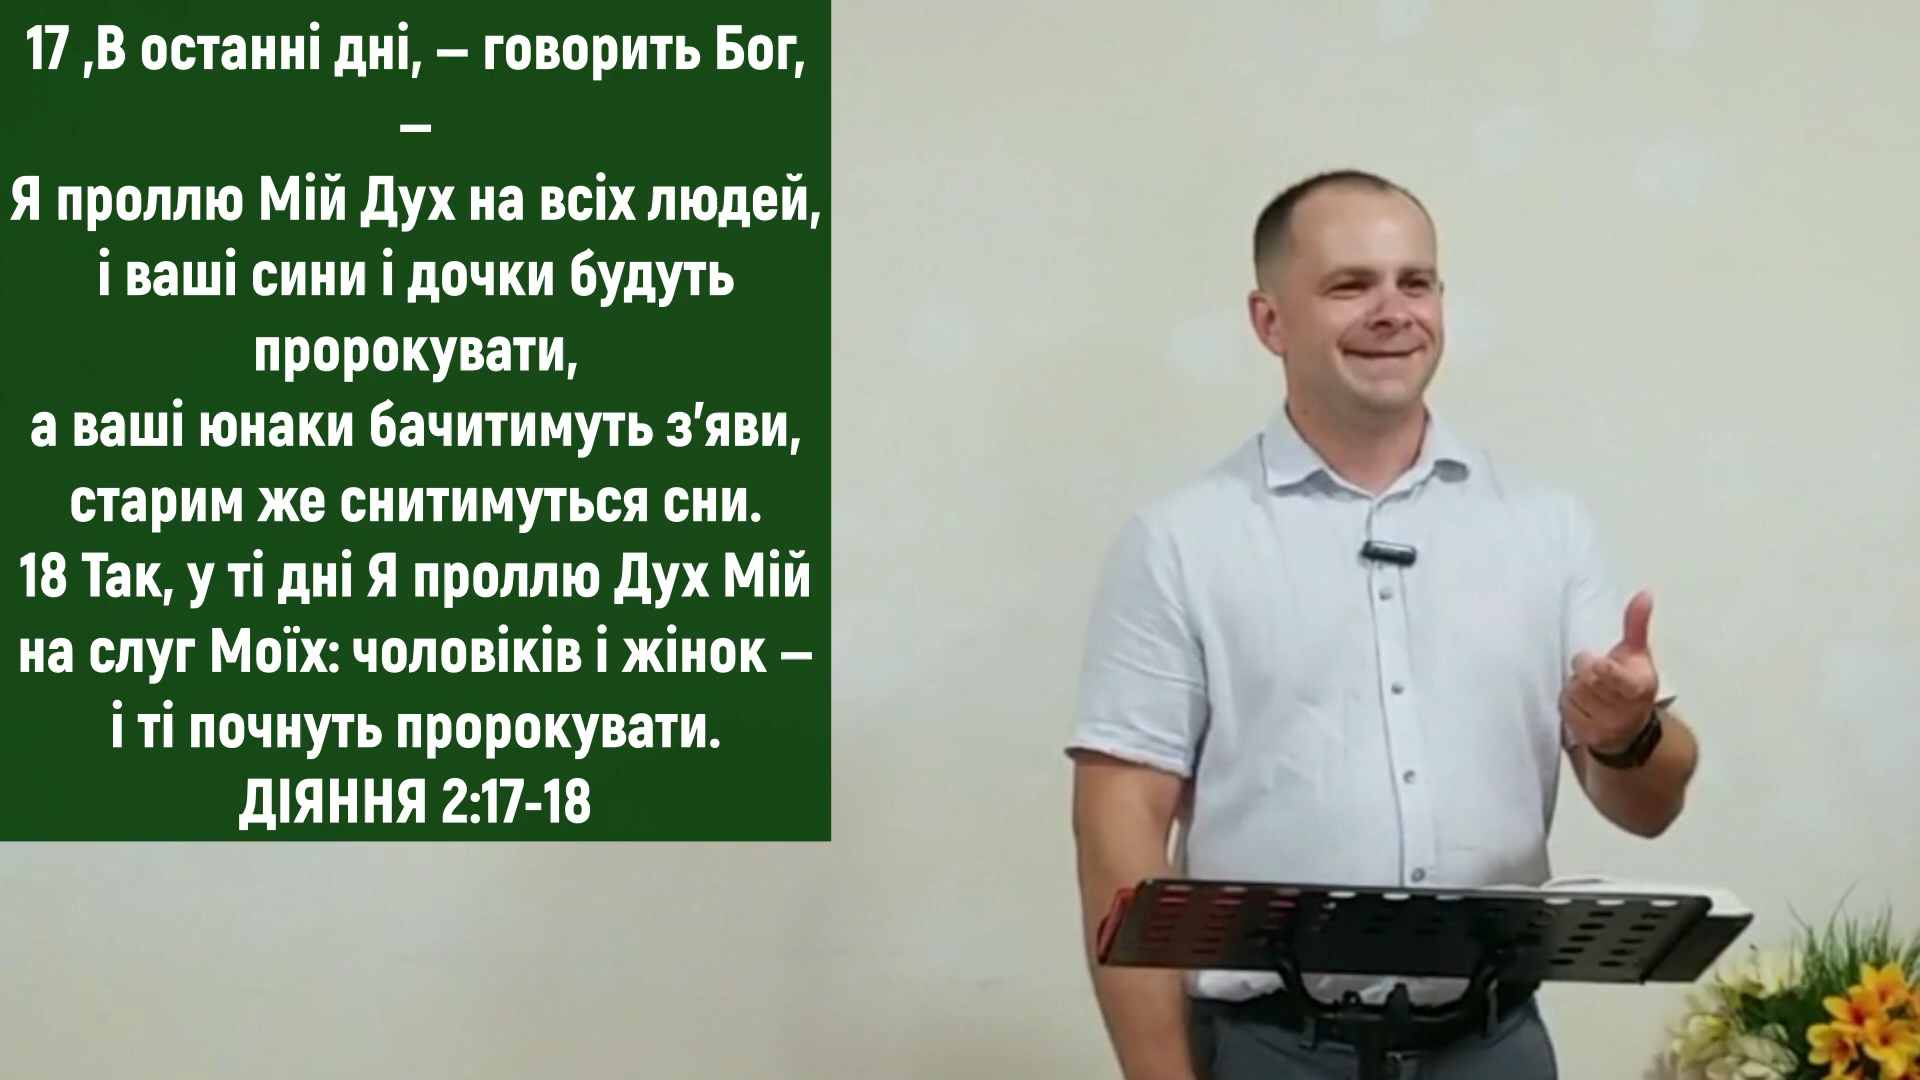 17 ‚В останні дні, – говорить Бог,
–
Я проллю Мій Дух на всіх людей,
і ваші сини і дочки будуть
пророкувати,
а ваші юнаки бачитимуть з’яви,
старим же снитимуться сни.
18 Так, у ті дні Я проллю Дух Мій
на слуг Моїх: чоловіків і жінок –
і ті почнуть пророкувати.
ДІЯННЯ 2:17-18